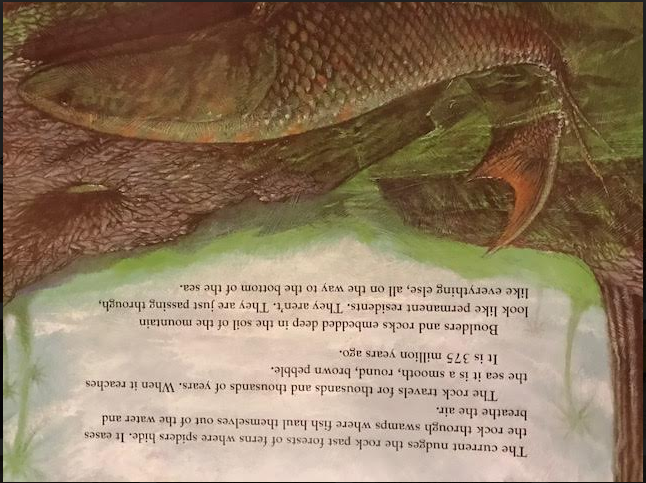 The current nudges the rock past forests of ferns where spiders hide. It eases
the rock through swamps where fish haul themselves out of the water and
breathe the air.
The rock travels for thousands and thousands of years. When it reaches
the sea it is a smooth, round, brown pebble.
It is 375 million years ago.
Boulders and rocks embedded deep in the soil of the mountain
look like permanent residents. They aren't. They are just passing through,
like everything else, all on the way to the bottom of the sea.